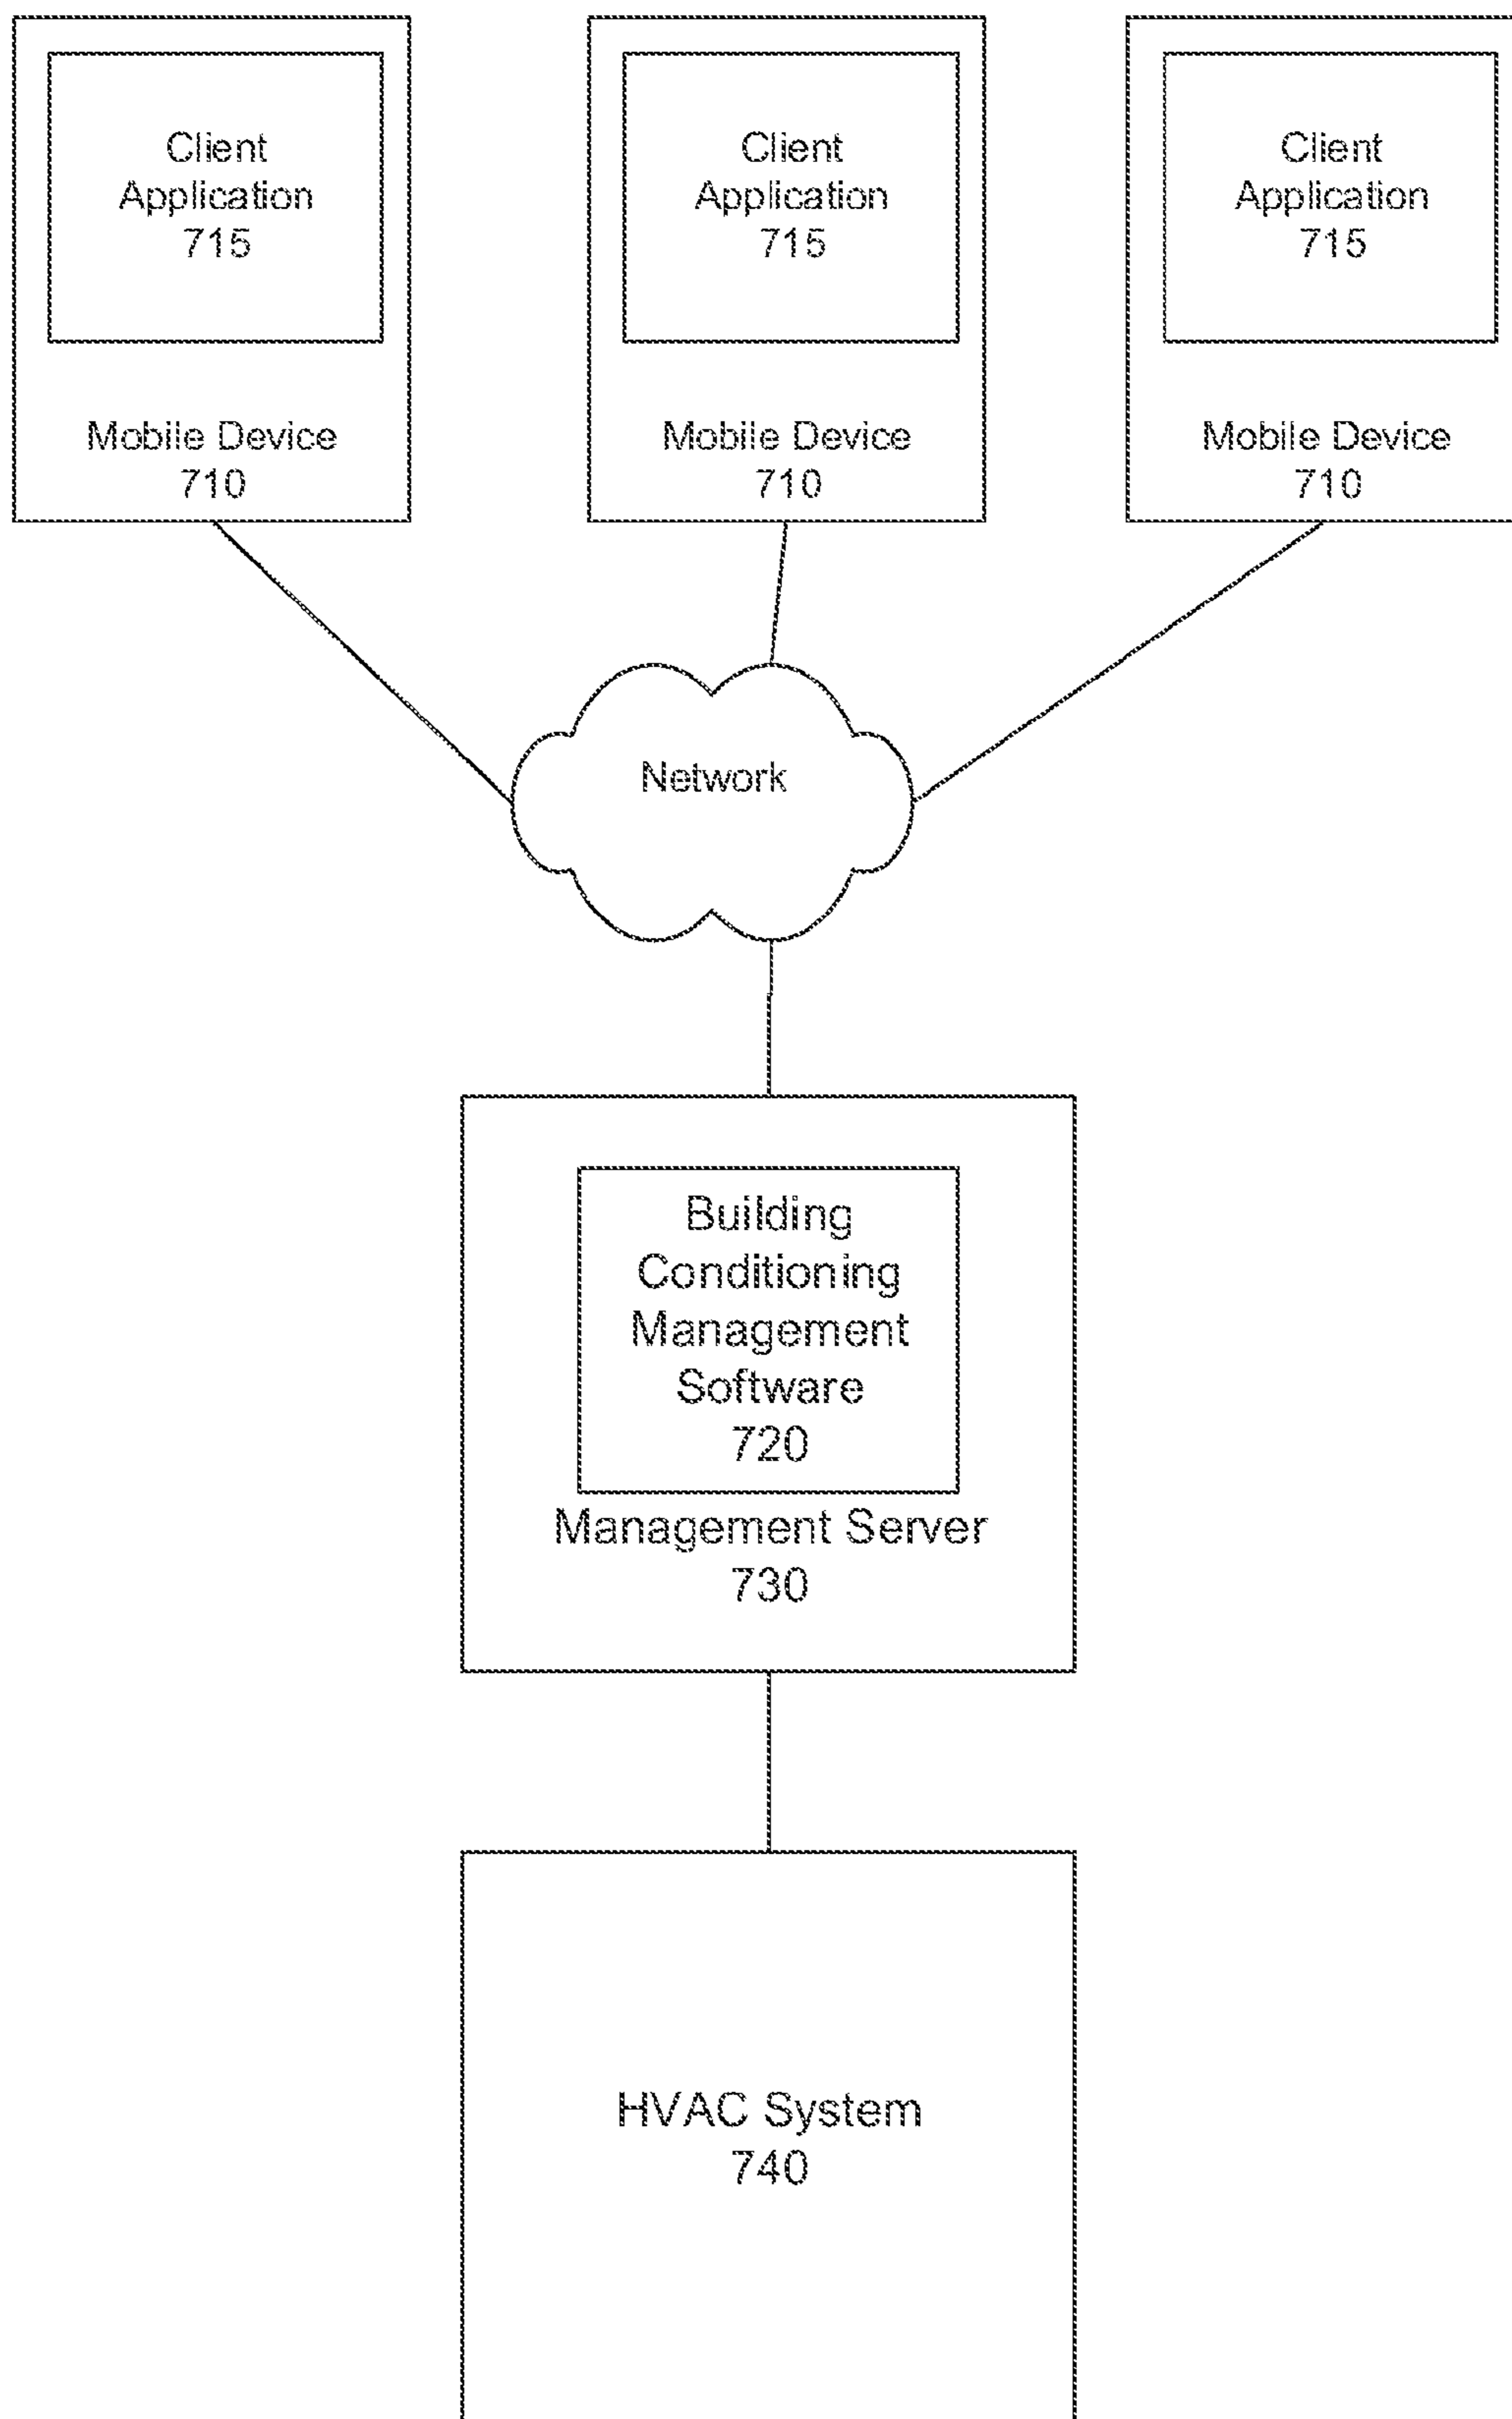 Client
Application
715
Mobile Device
710
Client
Application
715
Mobile Device
710
Client
Application
715
Mobile Device
710
Network
Building
Conditioning
Management
Software
720
Management Server
730
HVAC System
740